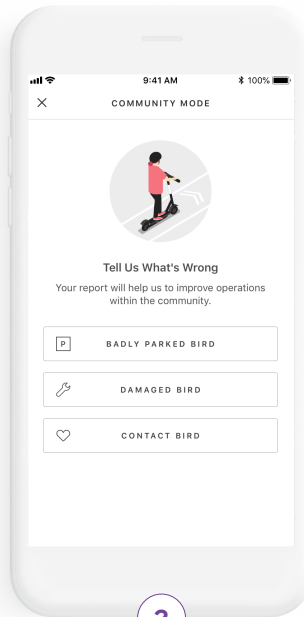 9:41 AM 100%
COMMUNITY MODE
Tell Us What's Wrong
Your report will help us to improve operations
within the community.
P BADLY PARKED BIRD
DAMAGED BIRD
CONTACT BIRD